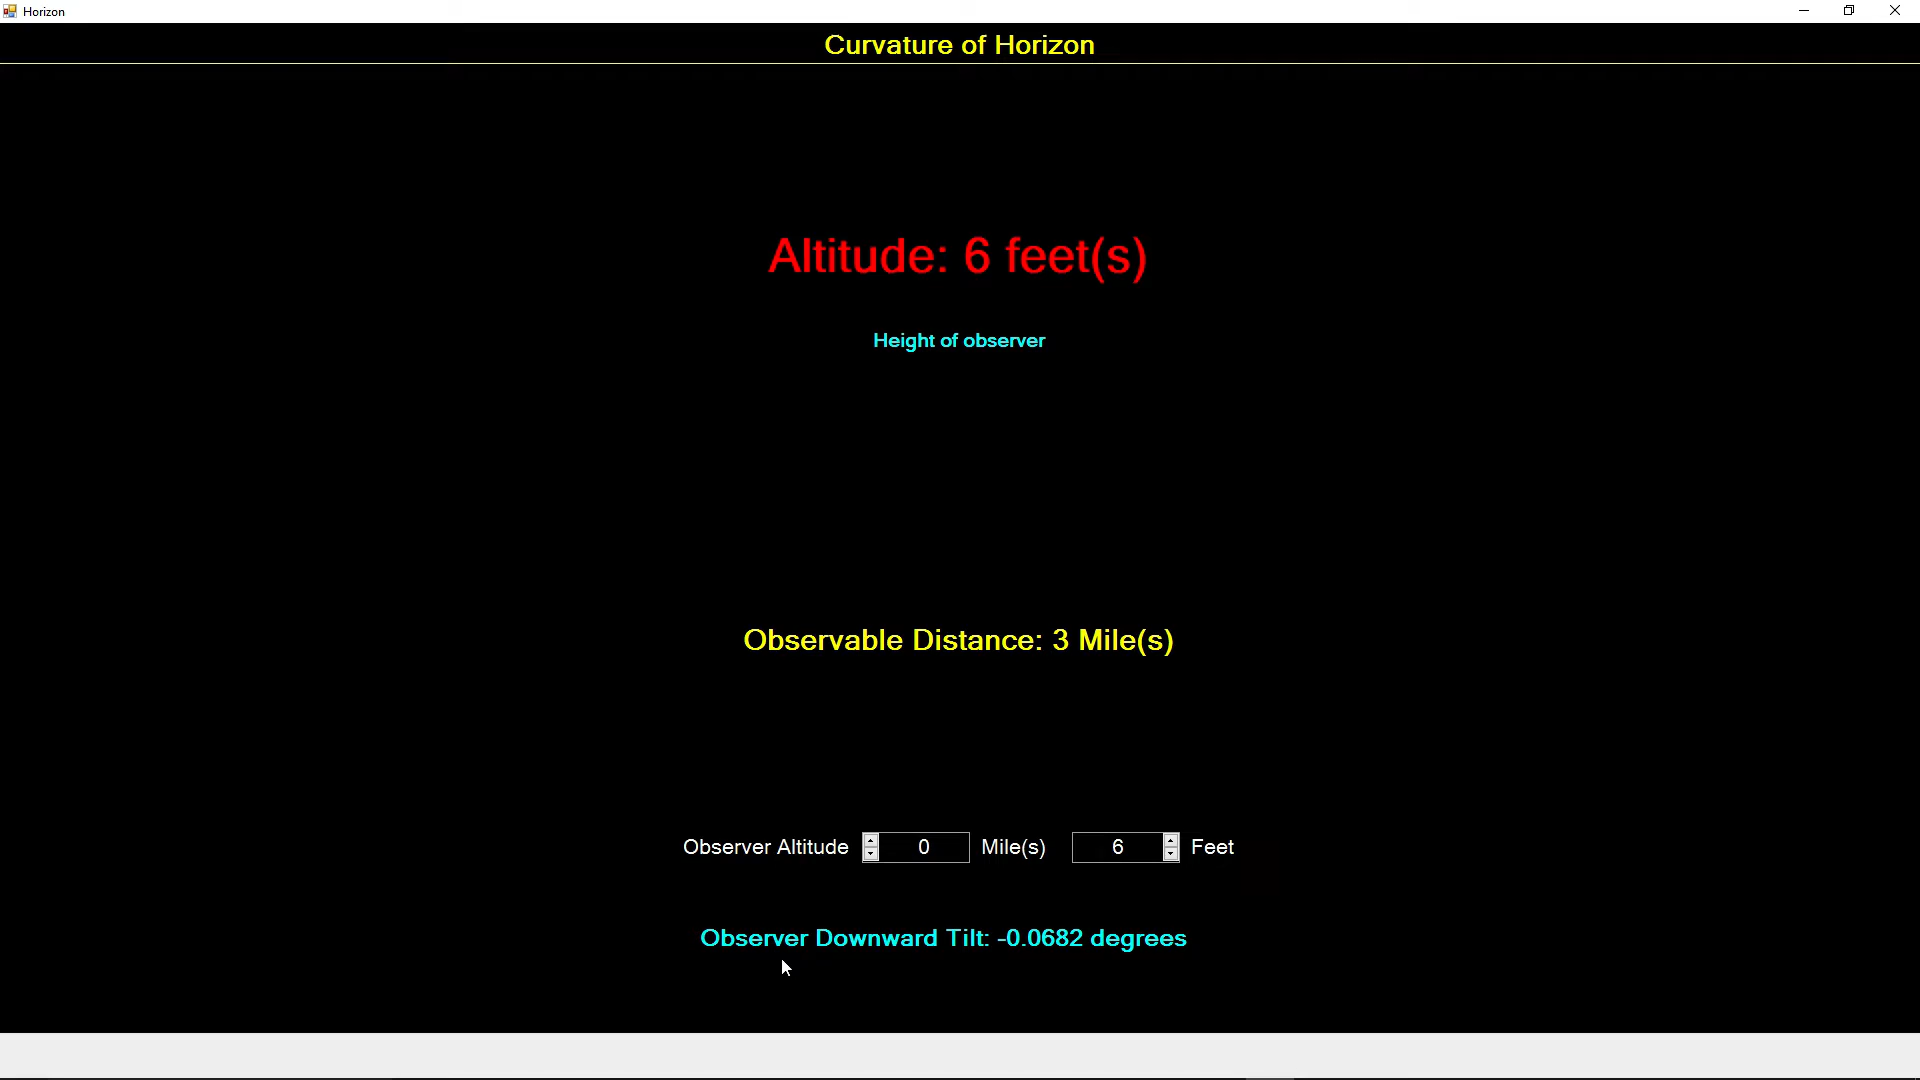 Horizon
Curvature of Horizon
Altitude: 6 feet(s)
Height of observer
Observable Distance: 3 Mile(s)
Observer Altitude 0 Mile(s) 6 Feet
Observer Downward Tilt: -0.0682 degrees